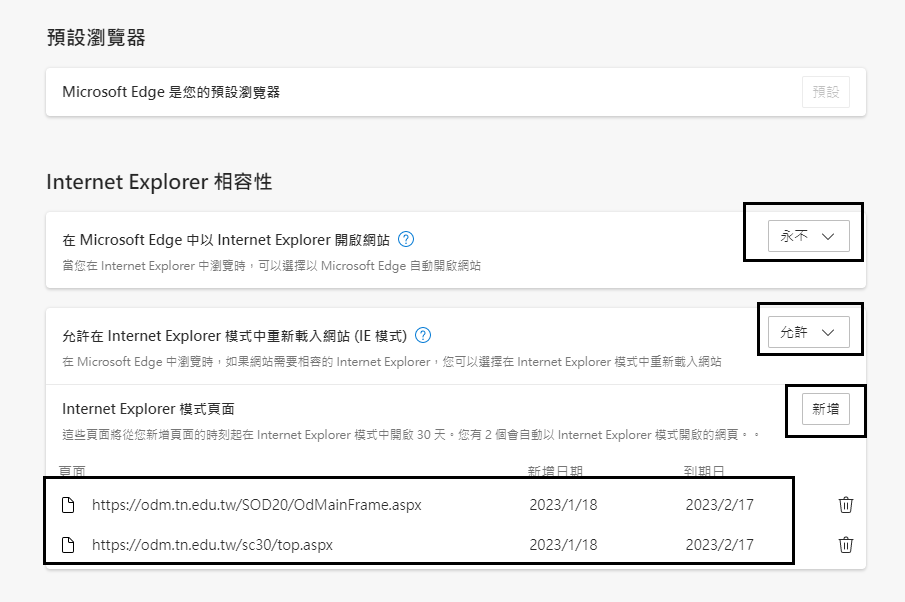 預設瀏覽器
Microsoft Edge 是您的預設瀏覽器
預設
Internet Explorer 相容性
在 Microsoft Edge 中以 Internet Explorer 開啟網站
永不
當您在 Internet Explorer 中瀏覽時，可以選擇以 Microsoft Edge 自動開啟網站
允許在 Internet Explorer 模式中重新載入網站 (IE 模式)
允許
在 Microsoft Edge 中瀏覽時，如果網站需要相容的 Internet Explorer，您可以選擇在 Internet Explorer 模式中重新載入網站
Internet Explorer 模式頁面
新增
這些頁面將從您新增頁面的時刻起在 Internet Explorer 模式中開啟 30 天。您有 2 個會自動以 Internet Explorer 模式開啟的網頁。。
頁面 新增日期 到期日
https://odm.tn.edu.tw/SOD20/OdMainFrame.aspx 2023/1/18 2023/2/17
https://odm.tn.edu.tw/sc30/top.aspx 2023/1/18 2023/2/17